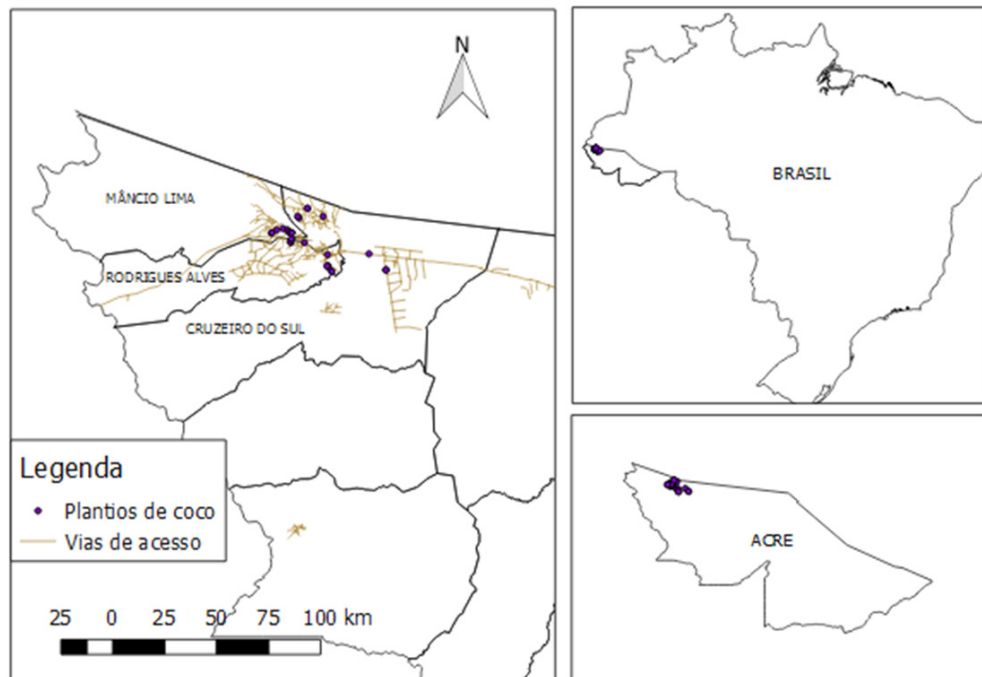 N
MÂNCIO LIMA
RODRIGUES ALVES
CRUZEIRO DO SUL
Legenda
Plantios de coco
Vias de acesso
25 0 25 50 75 100 km
BRASIL
ACRE